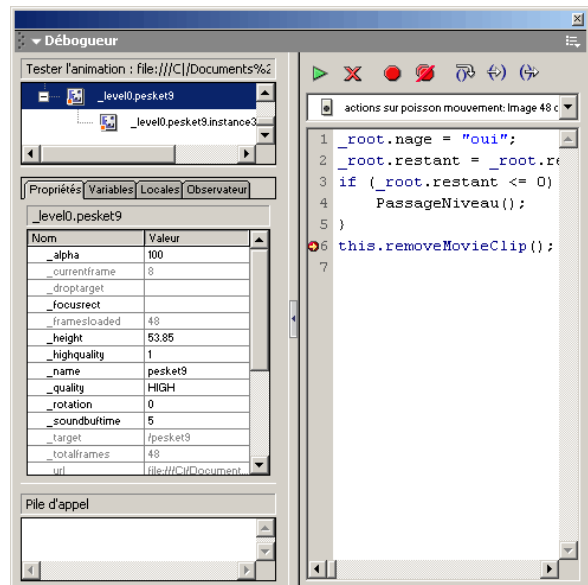 Débogueur
Tester l'animation : file:///C|/Documents%2
_level0.pesket9
_level0.pesket9.instance3
Propriétés Variables Locales Observateur
_level0.pesket9
Nom Valeur
_alpha 100
_currentframe 8
_droptarget
_focusrect
_framesloaded 48
_height 53.85
_highquality 1
_name pesket9
_quality HIGH
_rotation 0
_soundbuftime 5
_target /pesket9
_totalframes 48
_url file:///C|/Document...
Pile d'appel
actions sur poisson mouvement: Image 48 d
1 _root.nage = "oui";
2 _root.restant = _root.re
3 if (_root.restant <= 0)
4 PassageNiveau();
5 }
6 this.removeMovieClip();
7